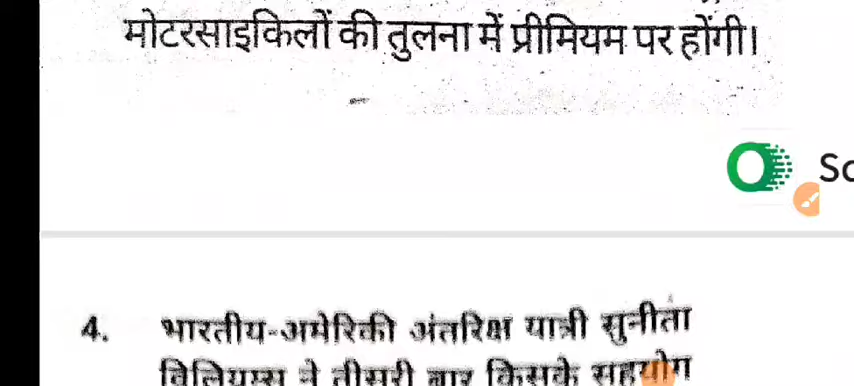 मोटरसाइकिलों की तुलना में प्रीमियम पर होंगी।
Sc
4. भारतीय-अमेरिकी अंतरिक्ष यात्री सुनीता
विलियम्स ने तीसरी बार किसके सहयोग